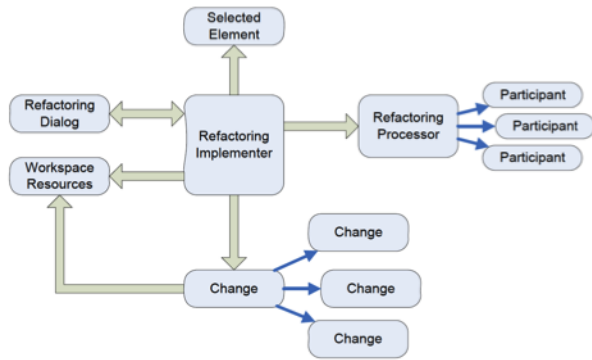 Selected
Element
Refactoring
Dialog
Refactoring
Implementer
Workspace
Resources
Refactoring
Processor
Participant
Participant
Participant
Change
Change
Change
Change